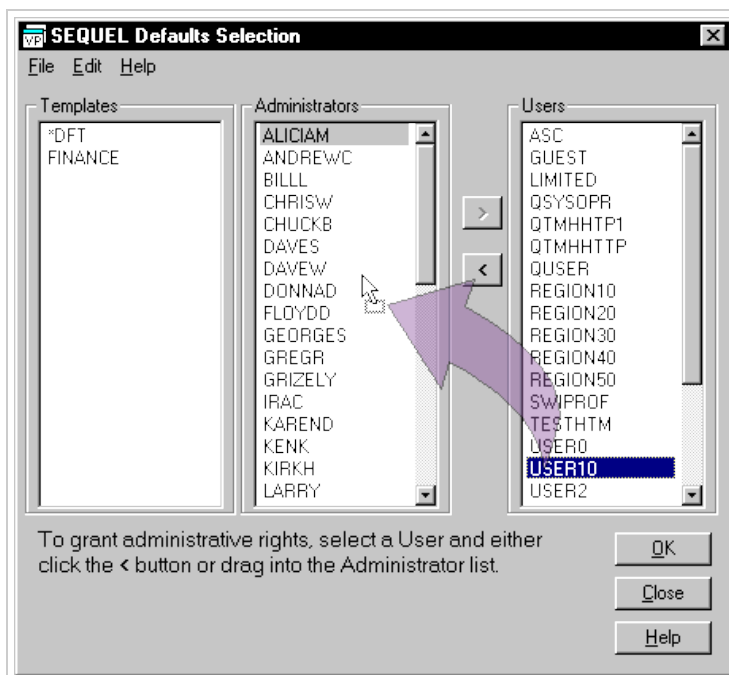 VP SEQUEL Defaults Selection
File Edit Help
Templates
*DFT
FINANCE
Administrators
ALICIAM
ANDREWC
BILLL
CHRISW
CHUCKB
DAVES
DAVEW
DONNAD
FLOYDD
GEORGES
GREGR
GRIZELY
IRAC
KAREND
KENK
KIRKH
LARRY
>
<
Users
ASC
GUEST
LIMITED
QSYSOPR
QTMHHTP1
QTMHHTTP
QUSER
REGION10
REGION20
REGION30
REGION40
REGION50
SWIPROF
TESTHTM
USER0
USER10
USER2
To grant administrative rights, select a User and either
click the < button or drag into the Administrator list.
OK
Close
Help